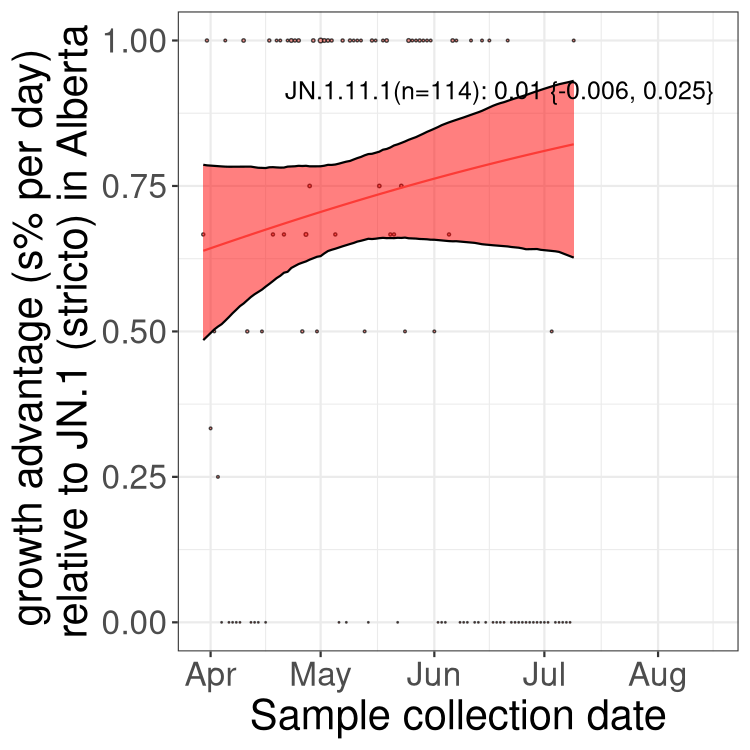 growth advantage (s% per day)
relative to JN.1 (stricto) in Alberta
1.00
0.75
0.50
0.25
0.00
JN.1.11.1(n=114): 0.01 {-0.006, 0.025}
Apr May Jun Jul Aug
Sample collection date